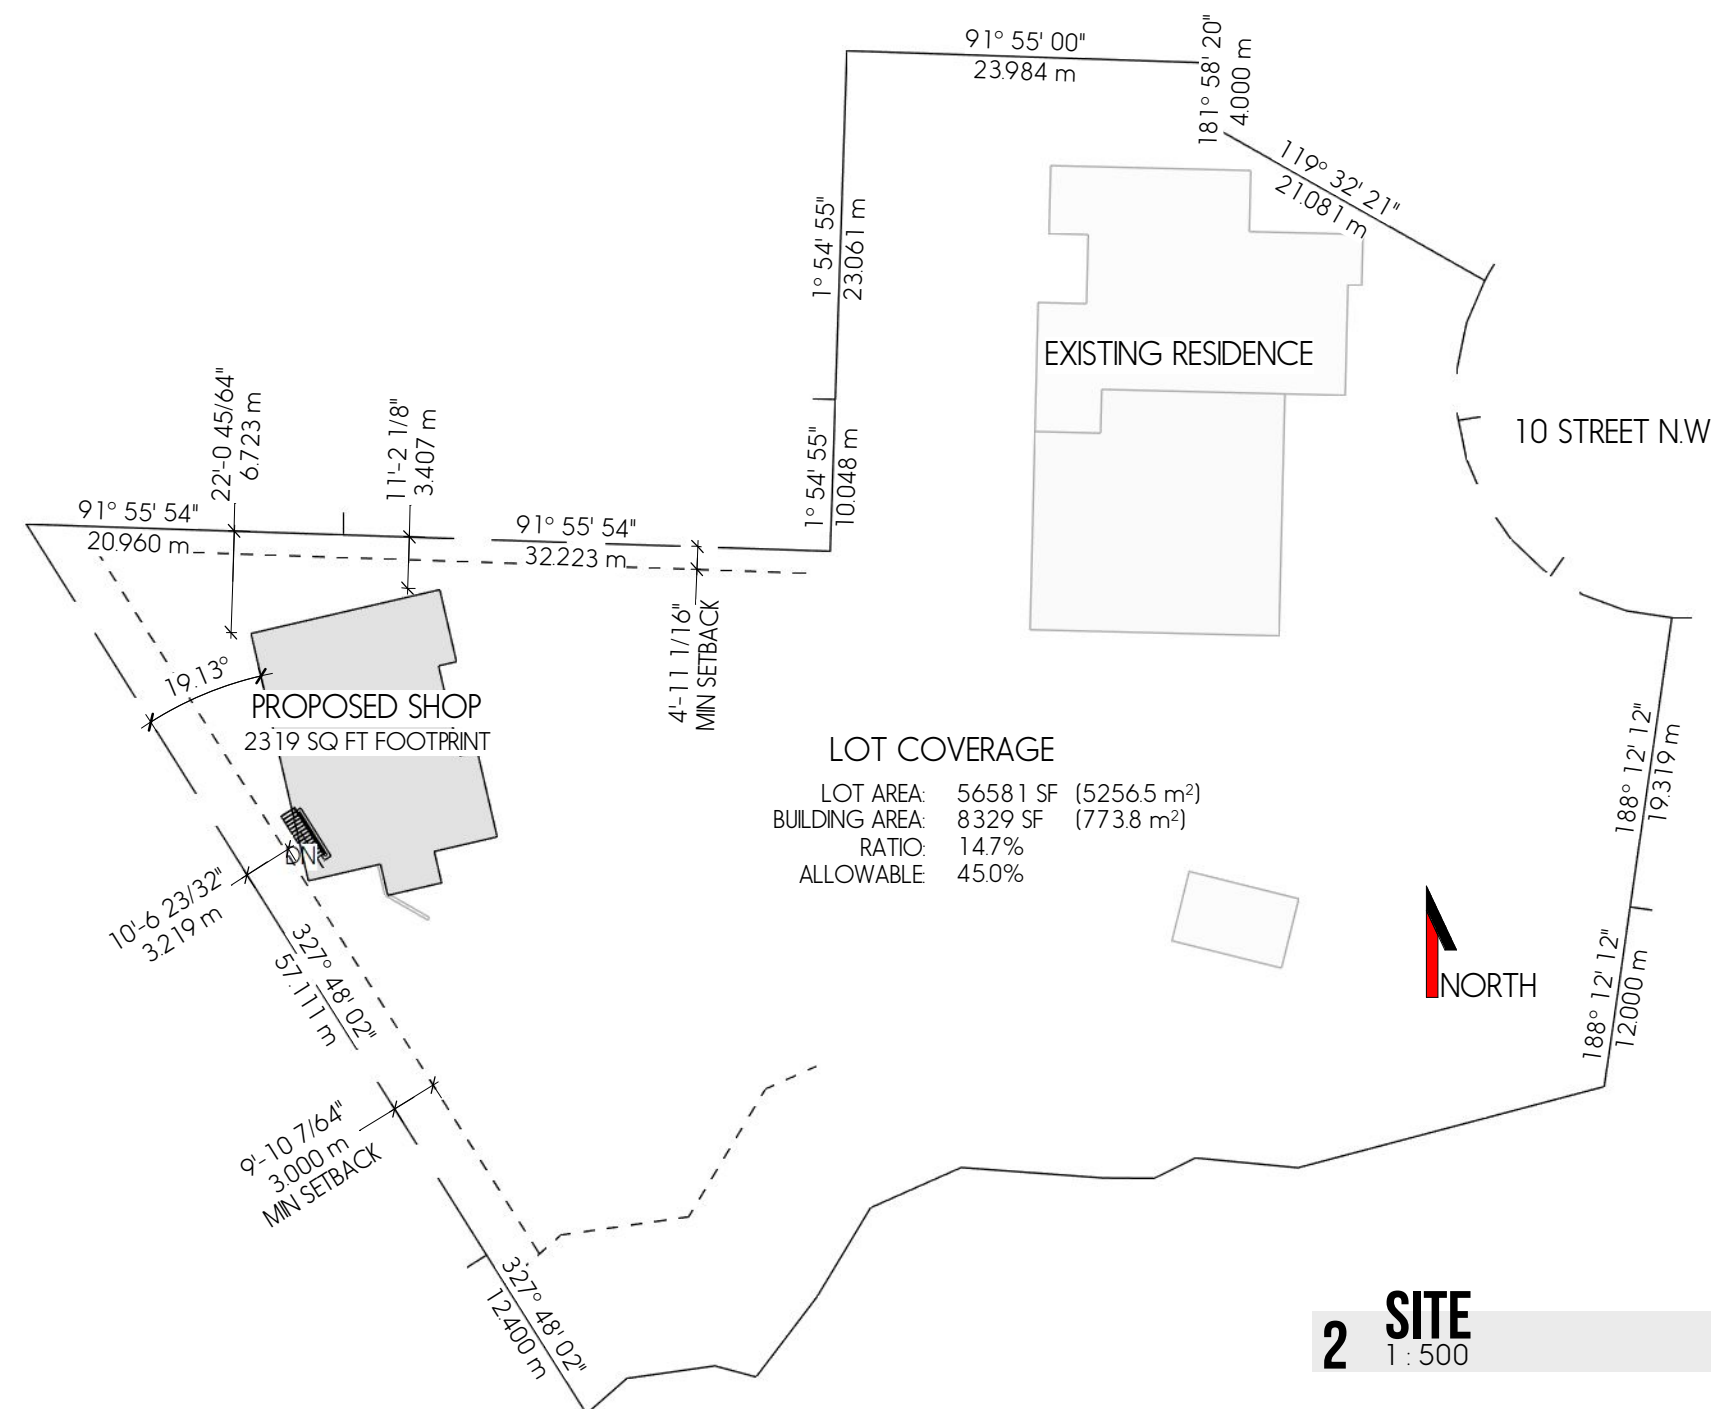 91° 55' 00"
23.984 m
181° 58' 20"
4.000 m
119° 32' 21"
21.081 m
1° 54' 55"
23.061 m
EXISTING RESIDENCE
10 STREET N.W
22'-0 45/64"
6.723 m
11'-2 1/8"
3.407 m
1° 54' 55"
10.048 m
91° 55' 54"
20.960 m
91° 55' 54"
32.223 m
4'-11 1/16"
MIN SETBACK
19.13°
PROPOSED SHOP
2319 SQ FT FOOTPRINT
DN
LOT COVERAGE
LOT AREA: 56581 SF (5256.5 m²)
BUILDING AREA: 8329 SF (773.8 m²)
RATIO: 14.7%
ALLOWABLE: 45.0%
188° 12' 12"
19.319 m
10'-6 23/32"
3.219 m
327° 48' 02"
57.111 m
NORTH
188° 12' 12"
12.000 m
9'-10 7/64"
3.000 m
MIN SETBACK
327° 48' 02"
12.400 m
2 SITE
1 : 500